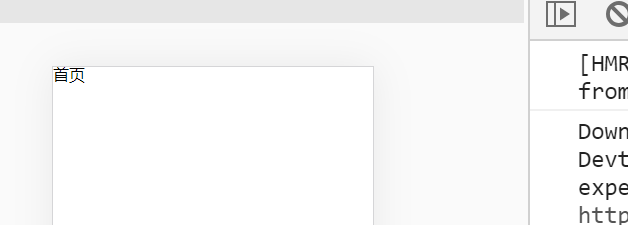 首页
[HMR
from
Down
Devt
expe
http